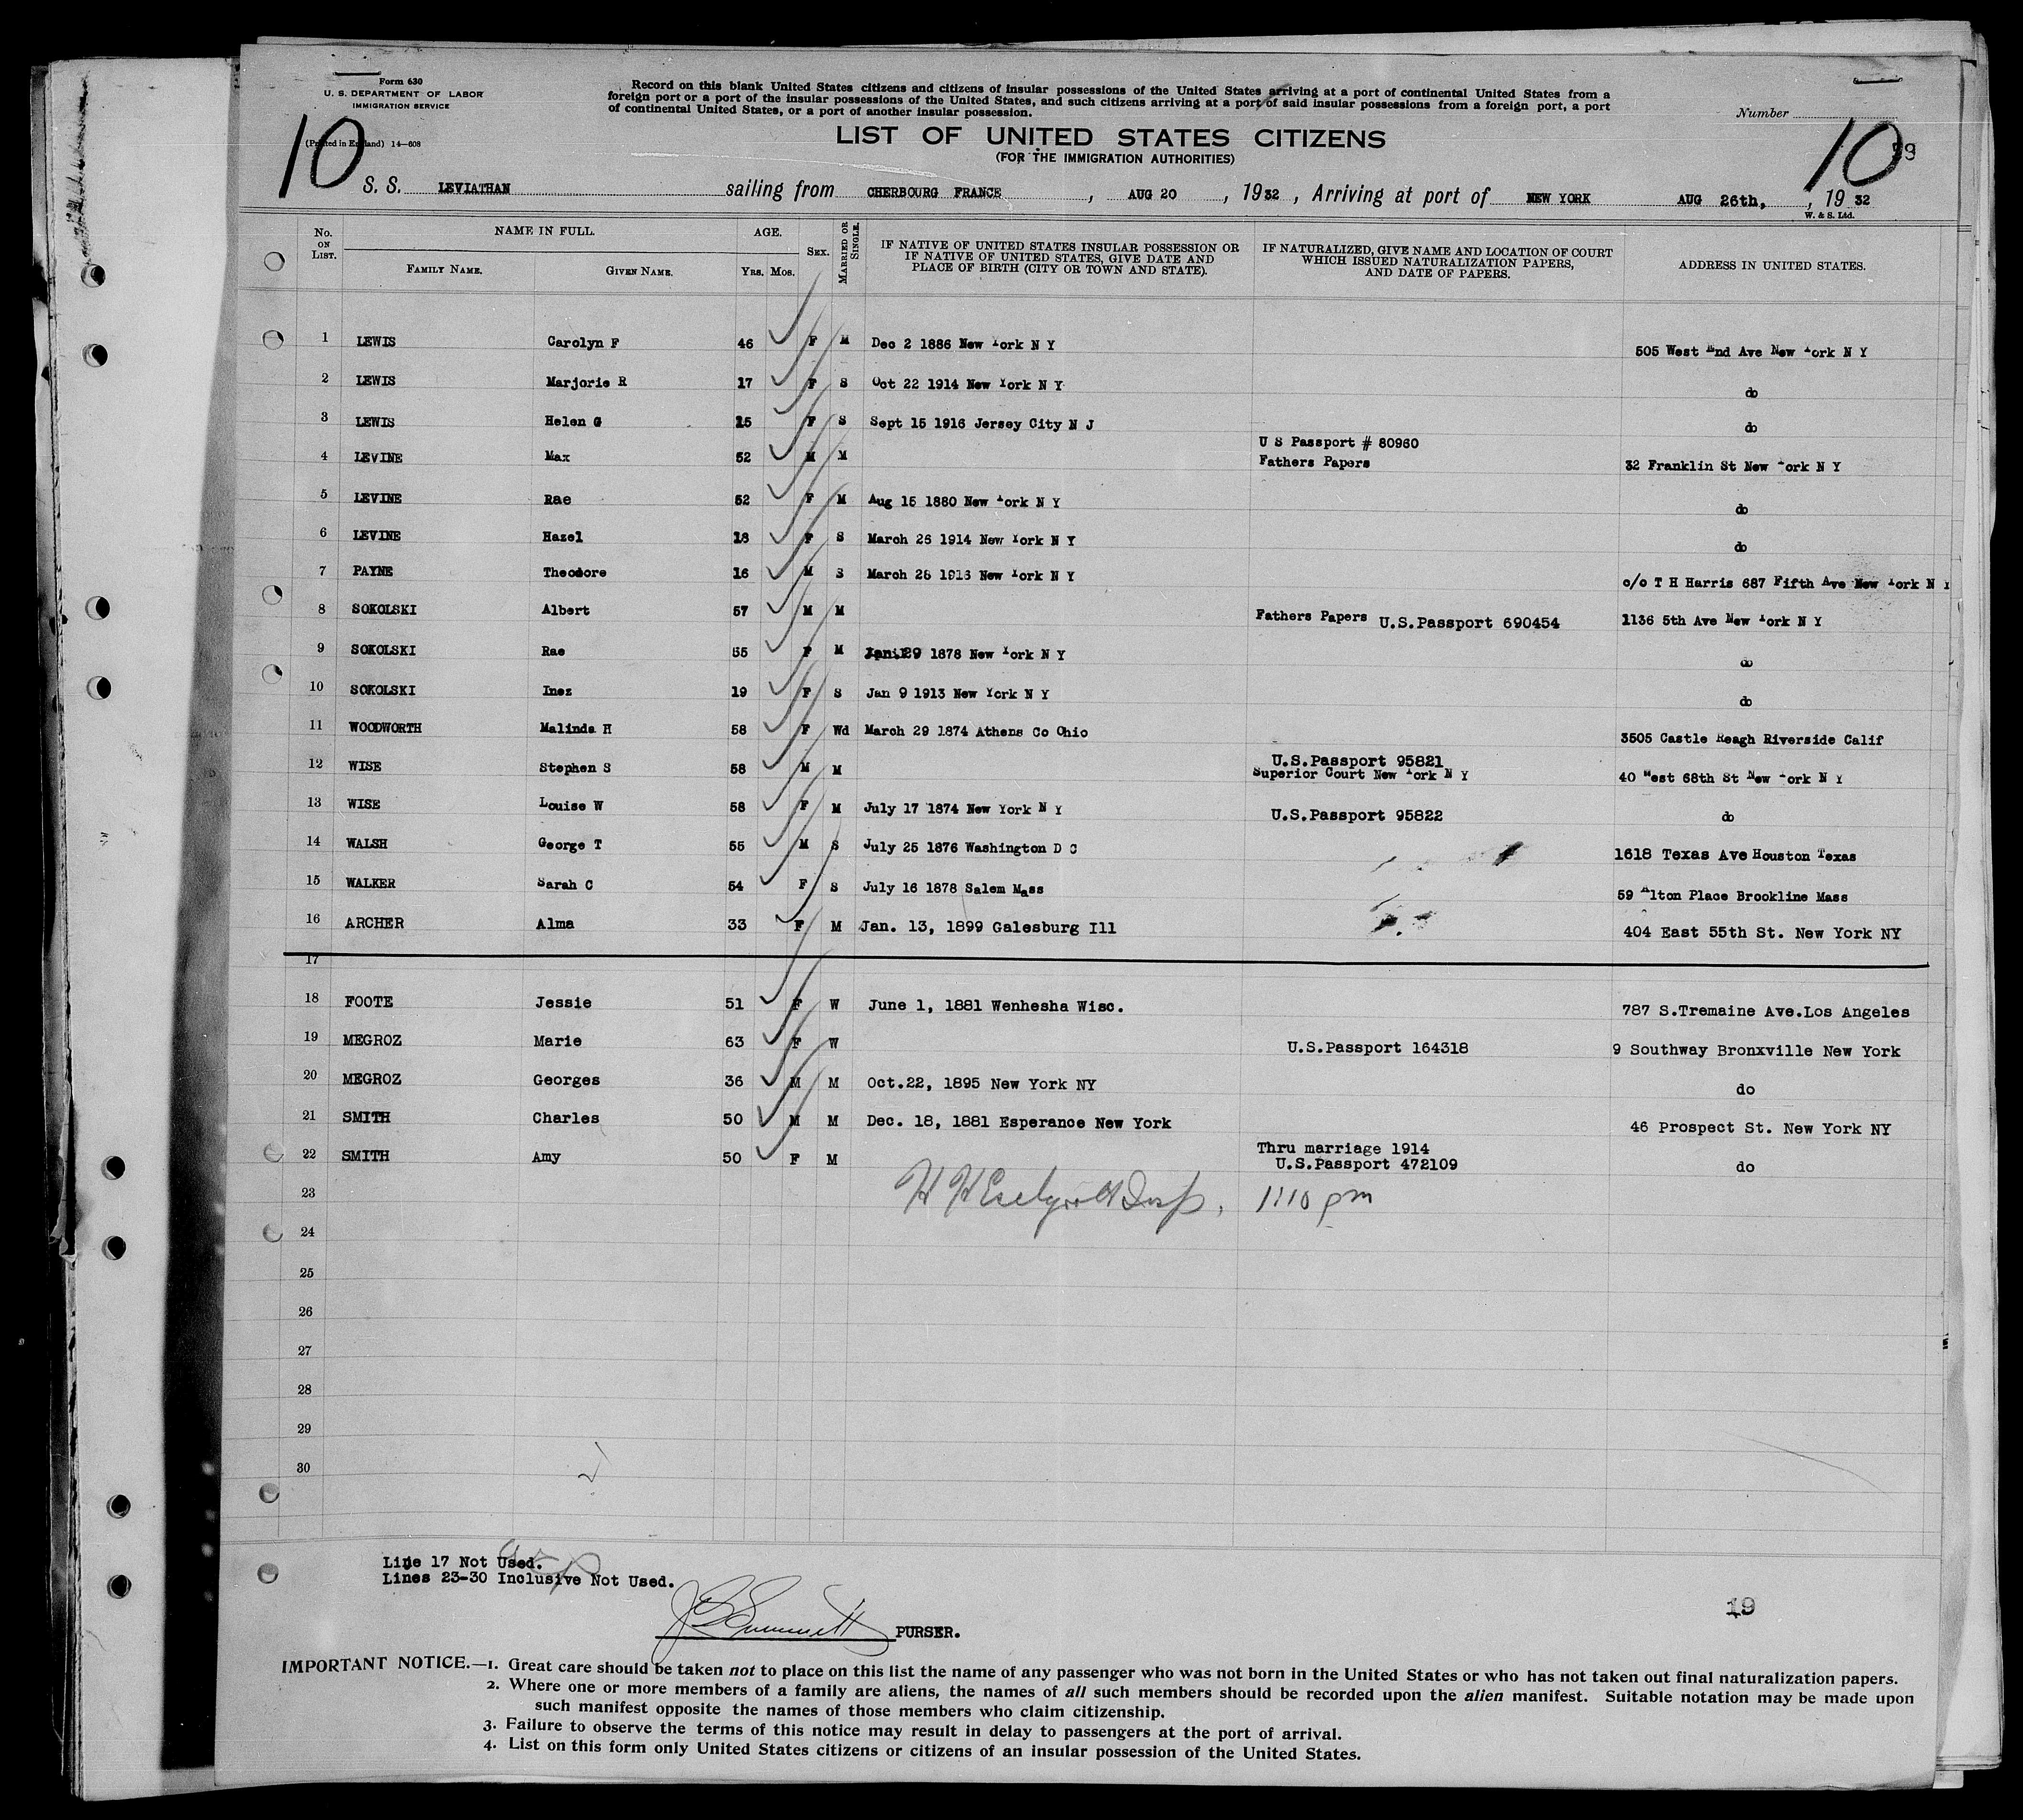 Form 630
U. S. DEPARTMENT OF LABOR
IMMIGRATION SERVICE
(Printed in England) 14—608
Record on this blank United States citizens and citizens of insular possessions of the United States arriving at a port of continental United States from a
foreign port or a port of the insular possessions of the United States, and such citizens arriving at a port of said insular possessions from a foreign port, a port
of continental United States, or a port of another insular possession.
Number
10
10
99
LIST OF UNITED STATES CITIZENS
(FOR THE IMMIGRATION AUTHORITIES)
S. S. LEVIATHAN sailing from CHERBOURG FRANCE, AUG 20, 1932, Arriving at port of NEW YORK AUG 26th, , 19 32
W. & S. Ltd.
No. ON LIST. NAME IN FULL. AGE. SEX. MARRIED OR SINGLE. IF NATIVE OF UNITED STATES INSULAR POSSESSION OR IF NATIVE OF UNITED STATES, GIVE DATE AND PLACE OF BIRTH (CITY OR TOWN AND STATE). IF NATURALIZED, GIVE NAME AND LOCATION OF COURT WHICH ISSUED NATURALIZATION PAPERS, AND DATE OF PAPERS. ADDRESS IN UNITED STATES.
FAMILY NAME. GIVEN NAME. YRS. MOS.
1 LEWIS Carolyn F 46 F M Dec 2 1886 New York N Y 505 West End Ave New York N Y
2 LEWIS Marjorie R 17 F S Oct 22 1914 New York N Y do
3 LEWIS Helen G 15 F S Sept 15 1916 Jersey City N J do
4 LEVINE Max 52 M M U S Passport # 80960 Fathers Papers 32 Franklin St New York N Y
5 LEVINE Rae 52 F M Aug 15 1880 New York N Y do
6 LEVINE Hazel 18 F S March 26 1914 New York N Y do
7 PAYNE Theodore 16 M S March 28 1916 New York N Y c/o T H Harris 687 Fifth Ave New York N Y
8 SOKOLSKI Albert 57 M M Fathers Papers U.S.Passport 690454 1136 5th Ave New York N Y
9 SOKOLSKI Rae 55 F M 1878 New York N Y do
10 SOKOLSKI Inez 19 F S Jan 9 1913 New York N Y do
11 WOODWORTH Malinda H 58 F Wd March 29 1874 Athens Co Ohio 3505 Castle Reagh Riverside Calif
12 WISE Stephen S 58 M M U.S.Passport 95821 Superior Court New York N Y 40 West 68th St New York N Y
13 WISE Louise W 58 F M July 17 1874 New York N Y U.S.Passport 95822 do
14 WALSH George T 55 M S July 25 1876 Washington D C 1618 Texas Ave Houston Texas
15 WALKER Sarah C 54 F S July 16 1878 Salem Mass 59 Alton Place Brookline Mass
16 ARCHER Alma 33 F M Jan. 13, 1899 Galesburg Ill 404 East 55th St. New York NY
17
18 FOOTE Jessie 51 F W June 1, 1881 Wenhesha Wisc. 787 S.Tremaine Ave.Los Angeles
19 MEGROZ Marie 63 F W U.S.Passport 164318 9 Southway Bronxville New York
20 MEGROZ Georges 36 M M Oct.22, 1895 New York NY do
21 SMITH Charles 50 M M Dec. 18, 1881 Esperance New York 46 Prospect St. New York NY
22 SMITH Amy 50 F M Thru marriage 1914 U.S.Passport 472109 do
23 1:10 pm
24
25
26
27
28
29
30
Line 17 Not Used.
Lines 23-30 Inclusive Not Used.
PURSER.
19
IMPORTANT NOTICE.—1. Great care should be taken not to place on this list the name of any passenger who was not born in the United States or who has not taken out final naturalization papers.
2. Where one or more members of a family are aliens, the names of all such members should be recorded upon the alien manifest. Suitable notation may be made upon
such manifest opposite the names of those members who claim citizenship.
3. Failure to observe the terms of this notice may result in delay to passengers at the port of arrival.
4. List on this form only United States citizens or citizens of an insular possession of the United States.